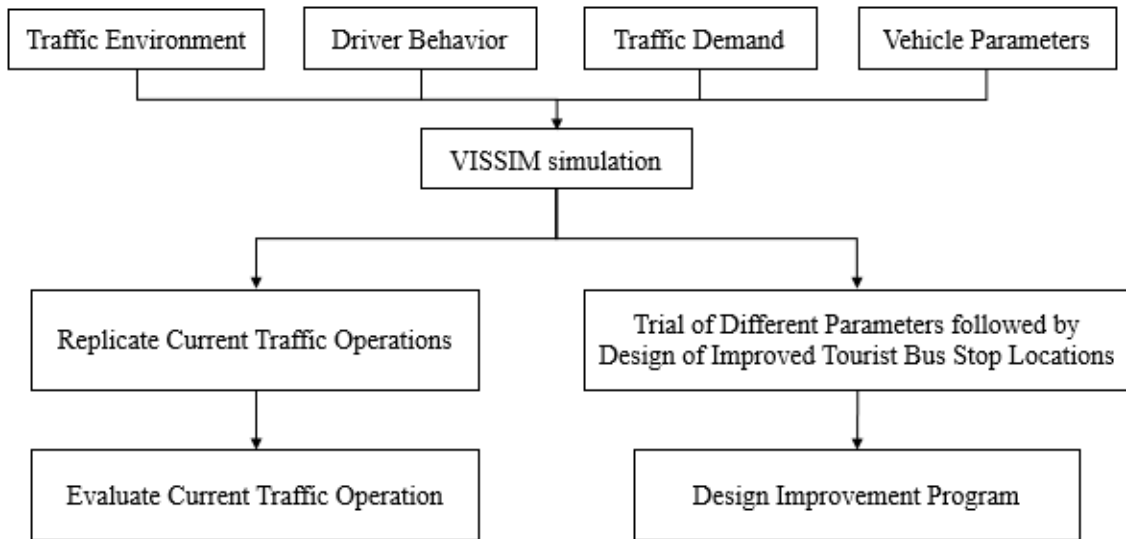 Traffic Environment
Driver Behavior
Traffic Demand
Vehicle Parameters
VISSIM simulation
Replicate Current Traffic Operations
Trial of Different Parameters followed by
Design of Improved Tourist Bus Stop Locations
Evaluate Current Traffic Operation
Design Improvement Program